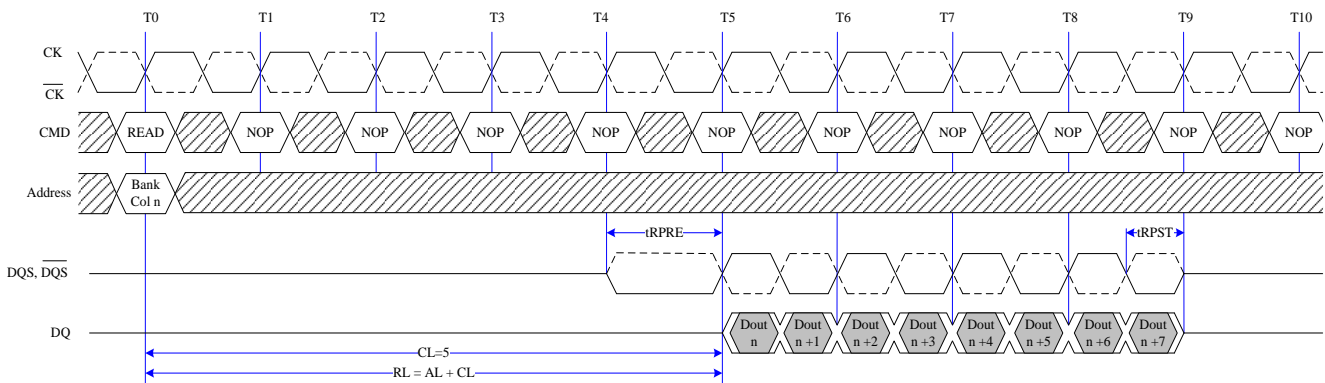 T0 T1 T2 T3 T4 T5 T6 T7 T8 T9 T10
CK
CK
CMD READ NOP NOP NOP NOP NOP NOP NOP NOP NOP NOP
Address Bank
Col n
tRPRE tRPST
DQS, DQS
DQ Dout Dout Dout Dout Dout Dout Dout Dout
n n +1 n +2 n +3 n +4 n +5 n +6 n +7
CL=5
RL = AL + CL